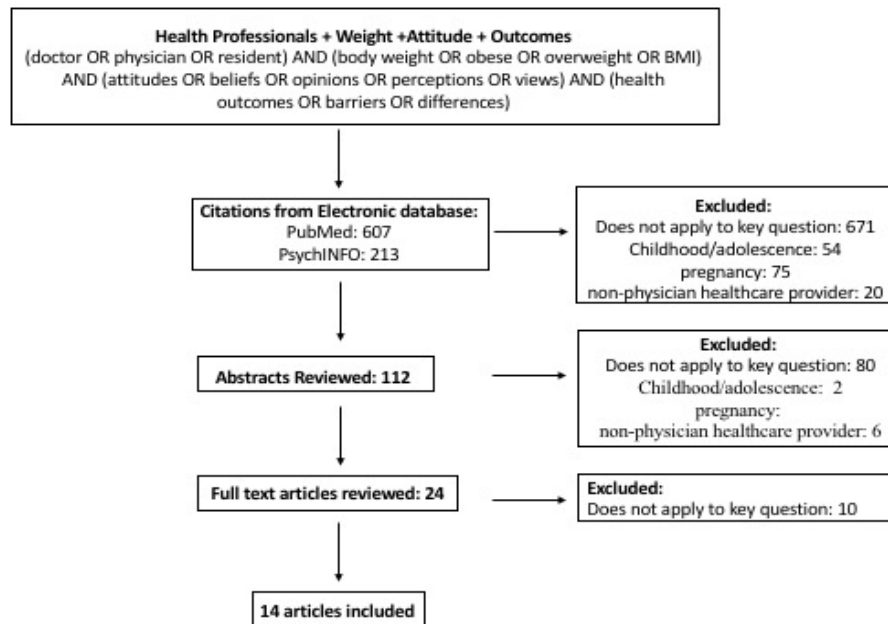 Health Professionals + Weight +Attitude + Outcomes
(doctor OR physician OR resident) AND (body weight OR obese OR overweight OR BMI)
AND (attitudes OR beliefs OR opinions OR perceptions OR views) AND (health
outcomes OR barriers OR differences)
Citations from Electronic database:
PubMed: 607
PsychINFO: 213
Excluded:
Does not apply to key question: 671
Childhood/adolescence: 54
pregnancy: 75
non-physician healthcare provider: 20
Abstracts Reviewed: 112
Excluded:
Does not apply to key question: 80
Childhood/adolescence: 2
pregnancy:
non-physician healthcare provider: 6
Full text articles reviewed: 24
Excluded:
Does not apply to key question: 10
14 articles included